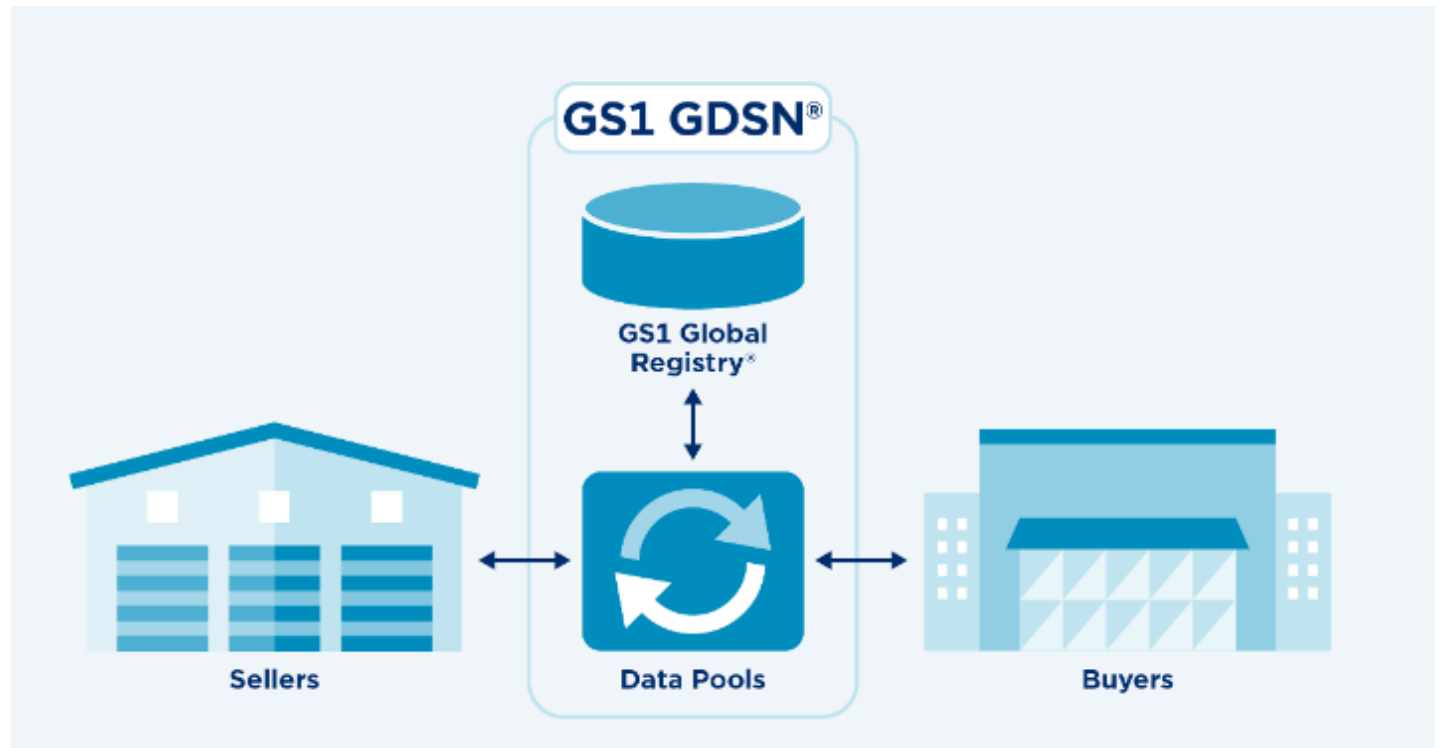 GS1 GDSN®
GS1 Global
Registry®
Sellers
Data Pools
Buyers